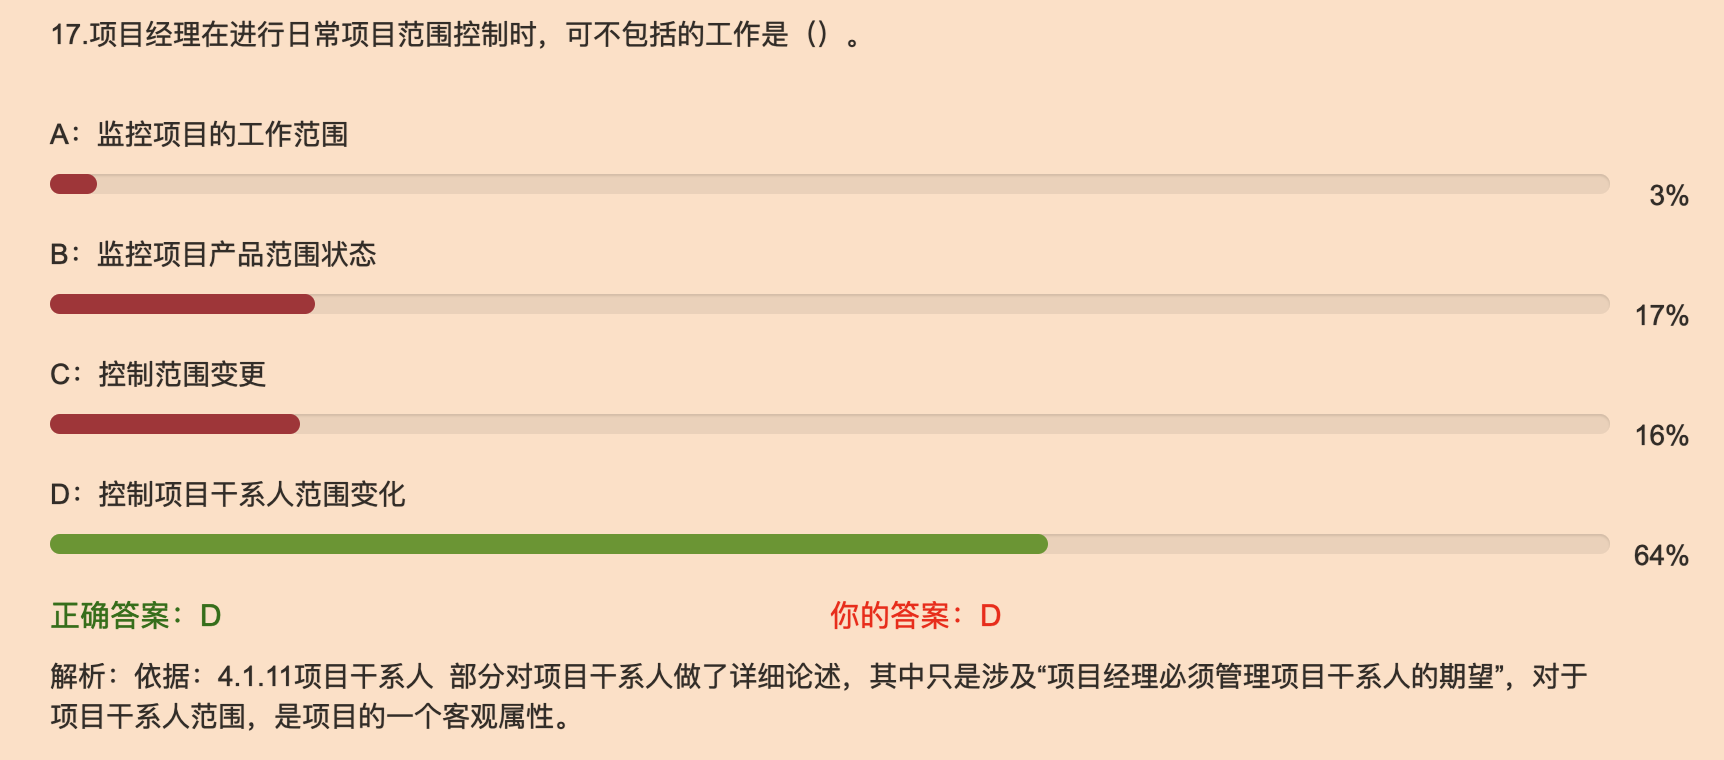 17.项目经理在进行日常项目范围控制时，可不包括的工作是（）。
A：监控项目的工作范围
3%
B：监控项目产品范围状态
17%
C：控制范围变更
16%
D：控制项目干系人范围变化
64%
正确答案：D
你的答案：D
解析：依据：4.1.11项目干系人 部分对项目干系人做了详细论述，其中只是涉及“项目经理必须管理项目干系人的期望”，对于
项目干系人范围，是项目的一个客观属性。